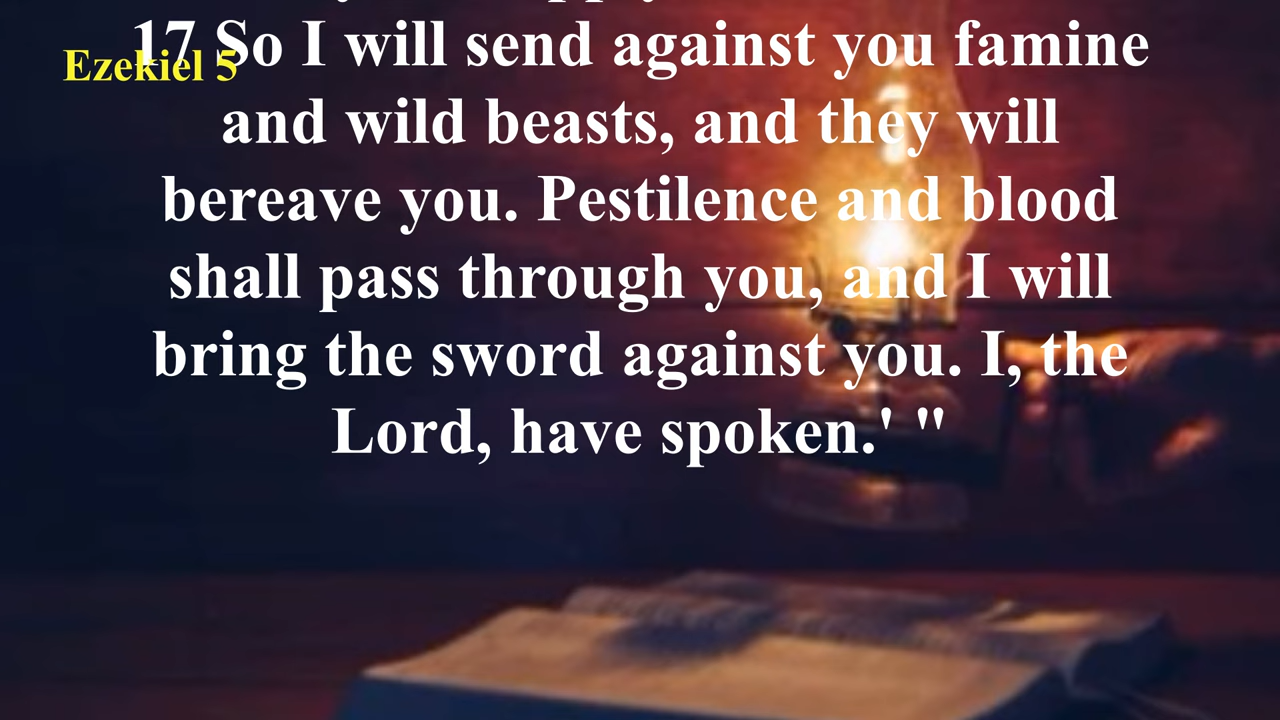 17 So I will send against you famine
Ezekiel 5
and wild beasts, and they will
bereave you. Pestilence and blood
shall pass through you, and I will
bring the sword against you. I, the
Lord, have spoken.' "